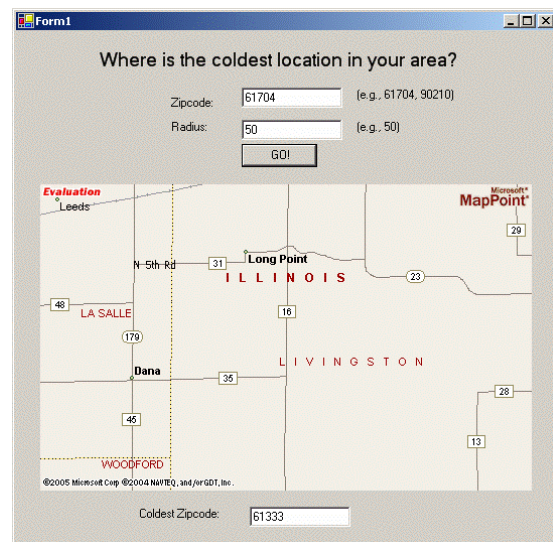 Form1
Where is the coldest location in your area?
Zipcode: 61704 (e.g., 61704, 90210)
Radius: 50 (e.g., 50)
GO!
Evaluation
Microsoft®
MapPoint®
Leeds
29
Long Point
N 5th Rd 31
ILLINOIS 23
48
LA SALLE 16
179
LIVINGSTON
Dana
35
28
45
13
WOODFORD
©2005 Microsoft Corp ©2004 NAVTEQ, and/or GDT, Inc.
Coldest Zipcode: 61333